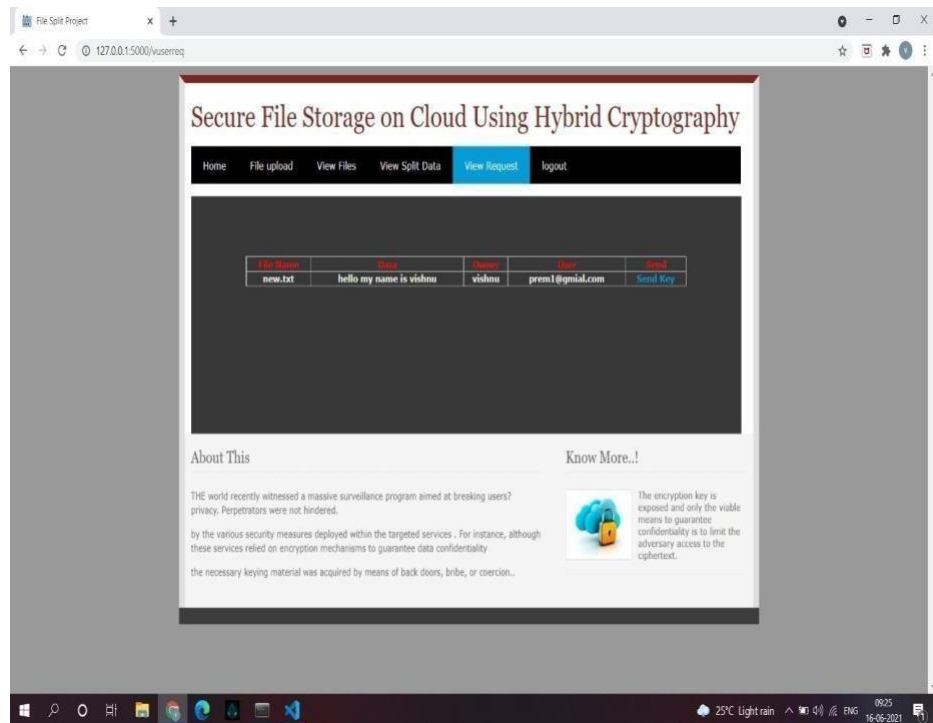 File Split Project
127.0.0.1:5000/vuserreq
Secure File Storage on Cloud Using Hybrid Cryptography
Home File upload View Files View Split Data View Request logout
File Name Data Owner User Send
new.txt hello my name is vishnu vishnu prem1@gmial.com Send Key
About This
THE world recently witnessed a massive surveillance program aimed at breaking users?
privacy. Perpetrators were not hindered.
by the various security measures deployed within the targeted services . For instance, although
these services relied on encryption mechanisms to guarantee data confidentiality
the necessary keying material was acquired by means of back doors, bribe, or coercion..
Know More..!
The encryption key is
exposed and only the viable
means to guarantee
confidentiality is to limit the
adversary access to the
ciphertext.
25°C Light rain ENG 09:25
16-06-2021